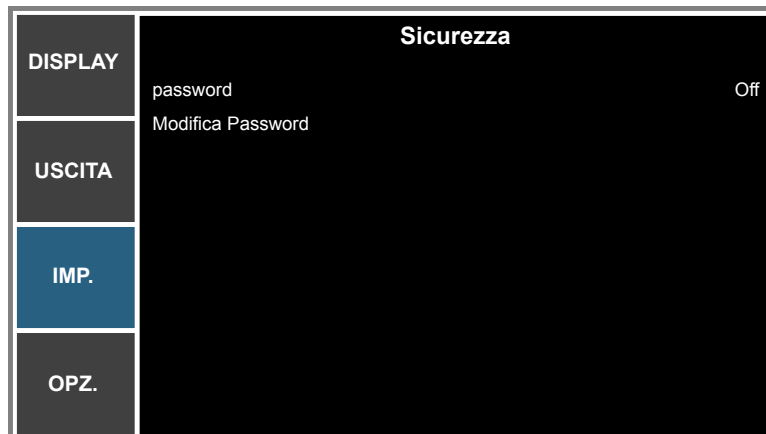 DISPLAY
USCITA
IMP.
OPZ.
Sicurezza
password Off
Modifica Password